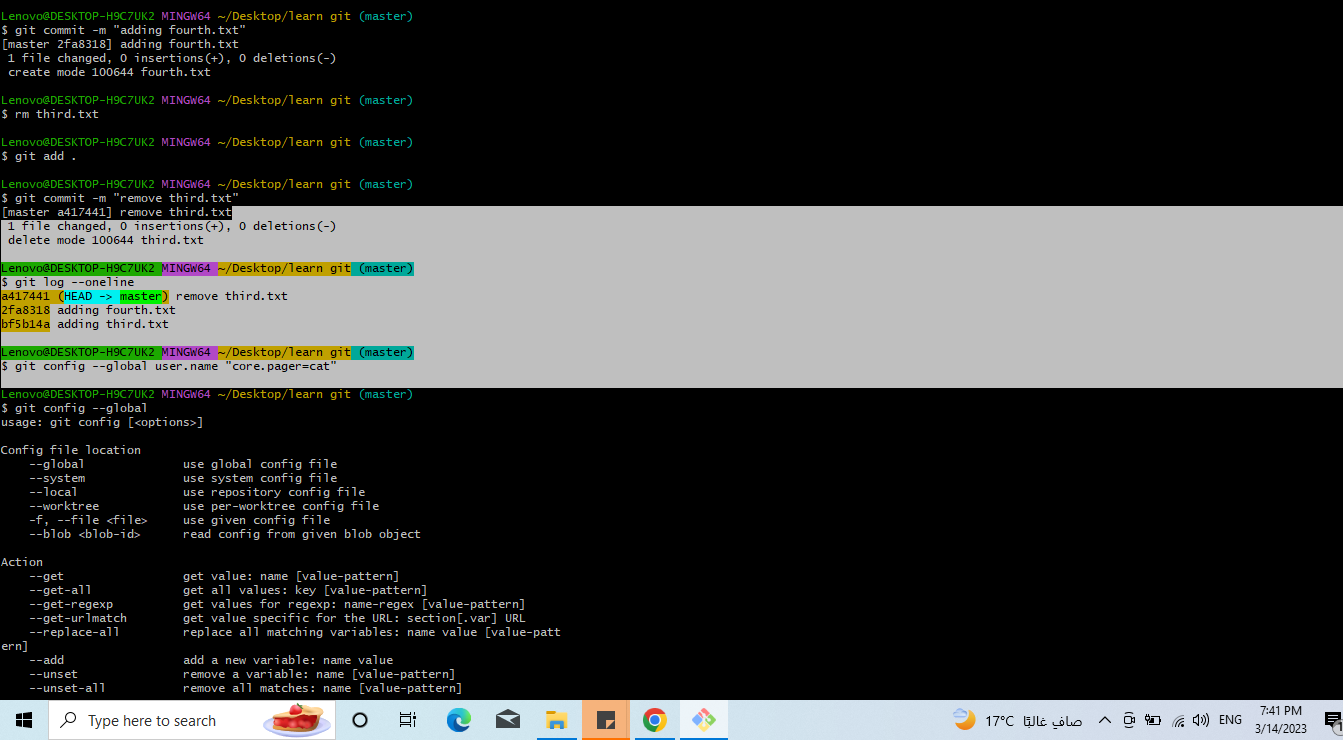 Lenovo@DESKTOP-H9C7UK2 MINGW64 ~/Desktop/learn git (master)
$ git commit -m "adding fourth.txt"
[master 2fa8318] adding fourth.txt
 1 file changed, 0 insertions(+), 0 deletions(-)
 create mode 100644 fourth.txt

Lenovo@DESKTOP-H9C7UK2 MINGW64 ~/Desktop/learn git (master)
$ rm third.txt

Lenovo@DESKTOP-H9C7UK2 MINGW64 ~/Desktop/learn git (master)
$ git add .

Lenovo@DESKTOP-H9C7UK2 MINGW64 ~/Desktop/learn git (master)
$ git commit -m "remove third.txt"
[master a417441] remove third.txt
 1 file changed, 0 insertions(+), 0 deletions(-)
 delete mode 100644 third.txt

Lenovo@DESKTOP-H9C7UK2 MINGW64 ~/Desktop/learn git (master)
$ git log --oneline
a417441 (HEAD -> master) remove third.txt
2fa8318 adding fourth.txt
bf5b14a adding third.txt

Lenovo@DESKTOP-H9C7UK2 MINGW64 ~/Desktop/learn git (master)
$ git config --global user.name "core.pager=cat"

Lenovo@DESKTOP-H9C7UK2 MINGW64 ~/Desktop/learn git (master)
$ git config --global
usage: git config [<options>]

Config file location
    --global              use global config file
    --system              use system config file
    --local               use repository config file
    --worktree            use per-worktree config file
    -f, --file <file>     use given config file
    --blob <blob-id>      read config from given blob object

Action
    --get                 get value: name [value-pattern]
    --get-all             get all values: key [value-pattern]
    --get-regexp          get values for regexp: name-regex [value-pattern]
    --get-urlmatch        get value specific for the URL: section[.var] URL
    --replace-all         replace all matching variables: name value [value-patt
ern]
    --add                 add a new variable: name value
    --unset               remove a variable: name [value-pattern]
    --unset-all           remove all matches: name [value-pattern]
Type here to search
17°C صاف غالبًا
ENG
7:41 PM
3/14/2023